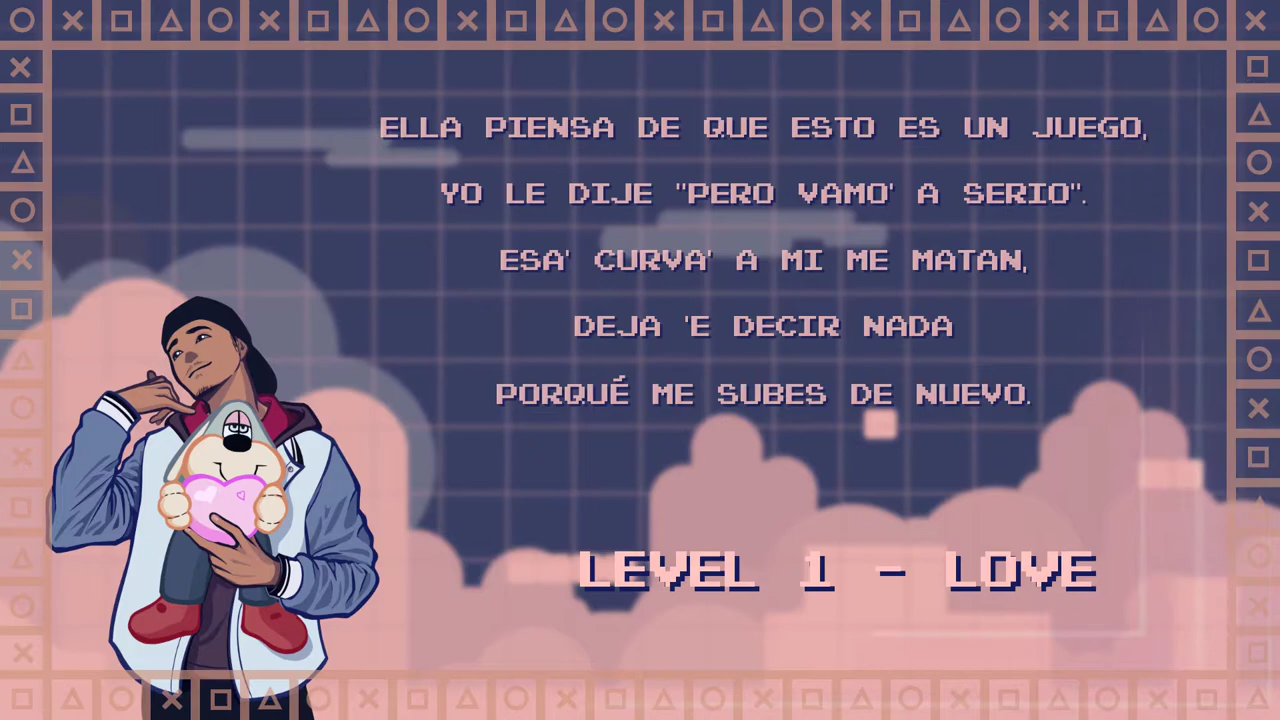 ELLA PIENSA DE QUE ESTO ES UN JUEGO,
YO LE DIJE "PERO VAMO' A SERIO".
ESA' CURVA' A MI ME MATAN,
DEJA 'E DECIR NADA
PORQUÉ ME SUBES DE NUEVO.
LEVEL 1 - LOVE